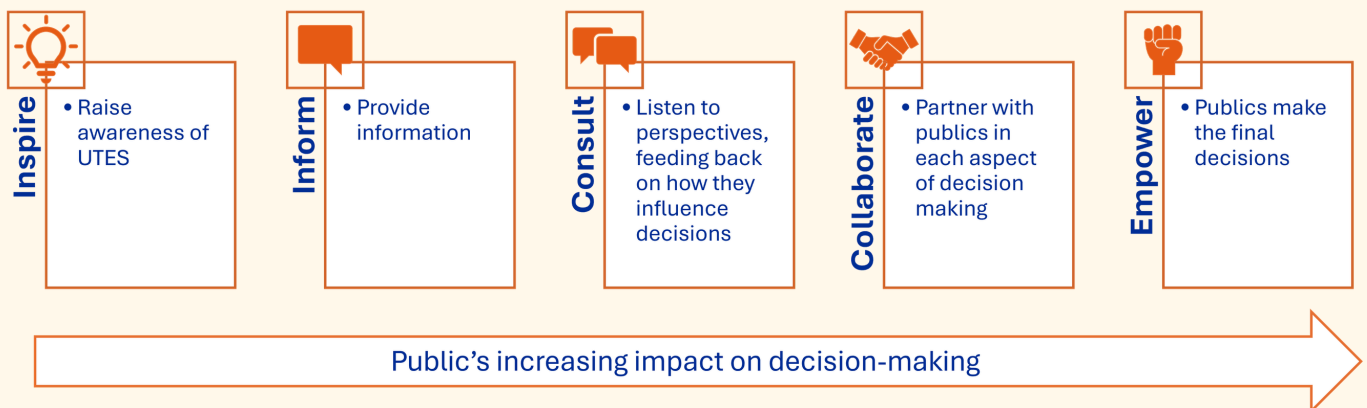 Inspire
• Raise
awareness of
UTES
Inform
• Provide
information
Consult
• Listen to
perspectives,
feeding back
on how they
influence
decisions
Collaborate
• Partner with
publics in
each aspect
of decision
making
Empower
• Publics make
the final
decisions
Public’s increasing impact on decision-making